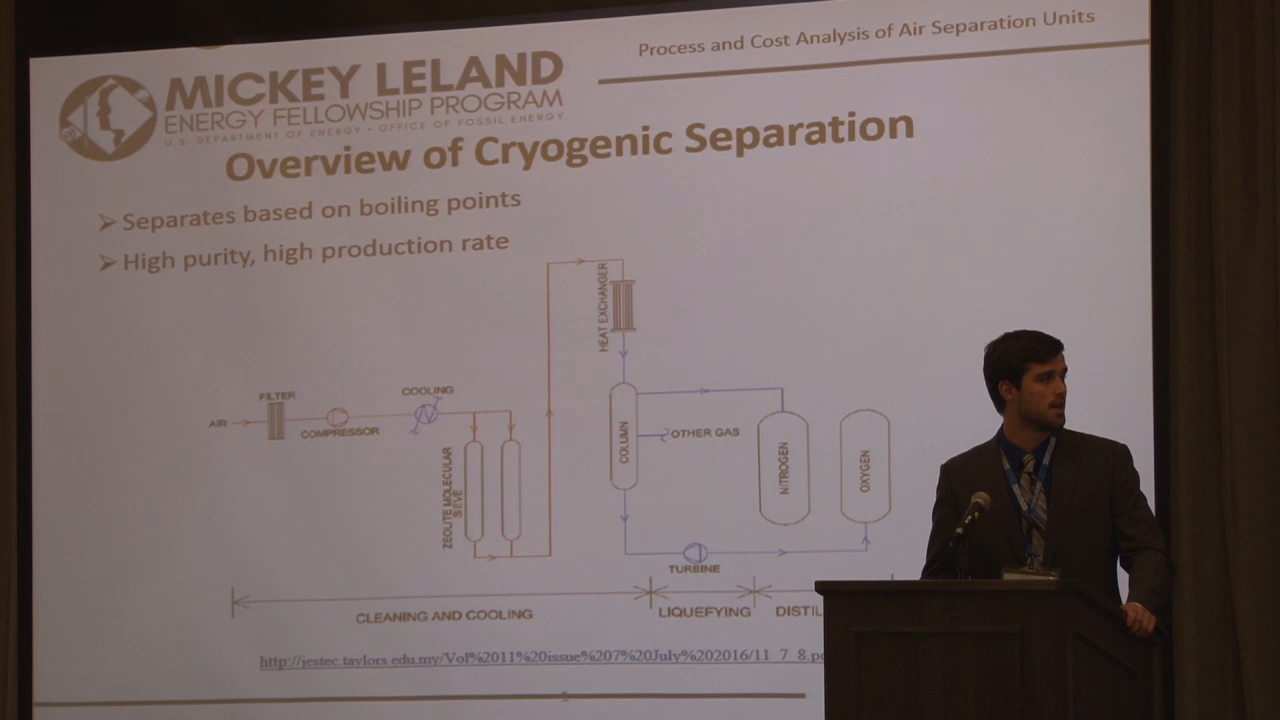 Process and Cost Analysis of Air Separation Units
MICKEY LELAND
ENERGY FELLOWSHIP PROGRAM
U.S. DEPARTMENT OF ENERGY • OFFICE OF FOSSIL ENERGY
Overview of Cryogenic Separation
➢ Separates based on boiling points
➢ High purity, high production rate
HEAT EXCHANGER
FILTER
COOLING
AIR
COMPRESSOR
ZEOLITE MOLECULAR
SIEVE
COLUMN
OTHER GAS
NITROGEN
OXYGEN
TURBINE
CLEANING AND COOLING
LIQUEFYING
DISTIL
http://jestec.taylors.edu.my/Vol%2011%20issue%207%20July%202016/11_7_8.p